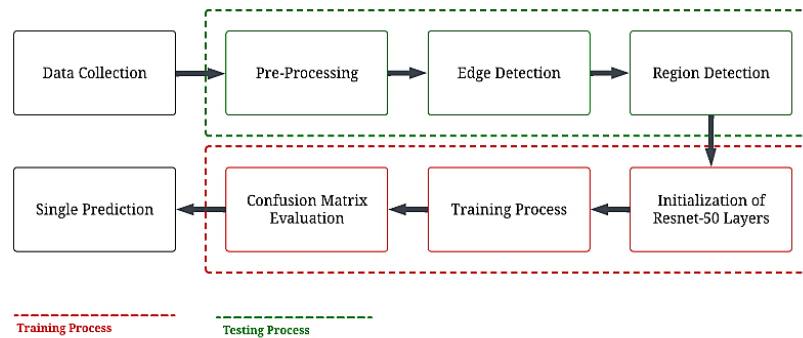 Data Collection
Pre-Processing
Edge Detection
Region Detection
Single Prediction
Confusion Matrix
Evaluation
Training Process
Initialization of
Resnet-50 Layers
Training Process
Testing Process